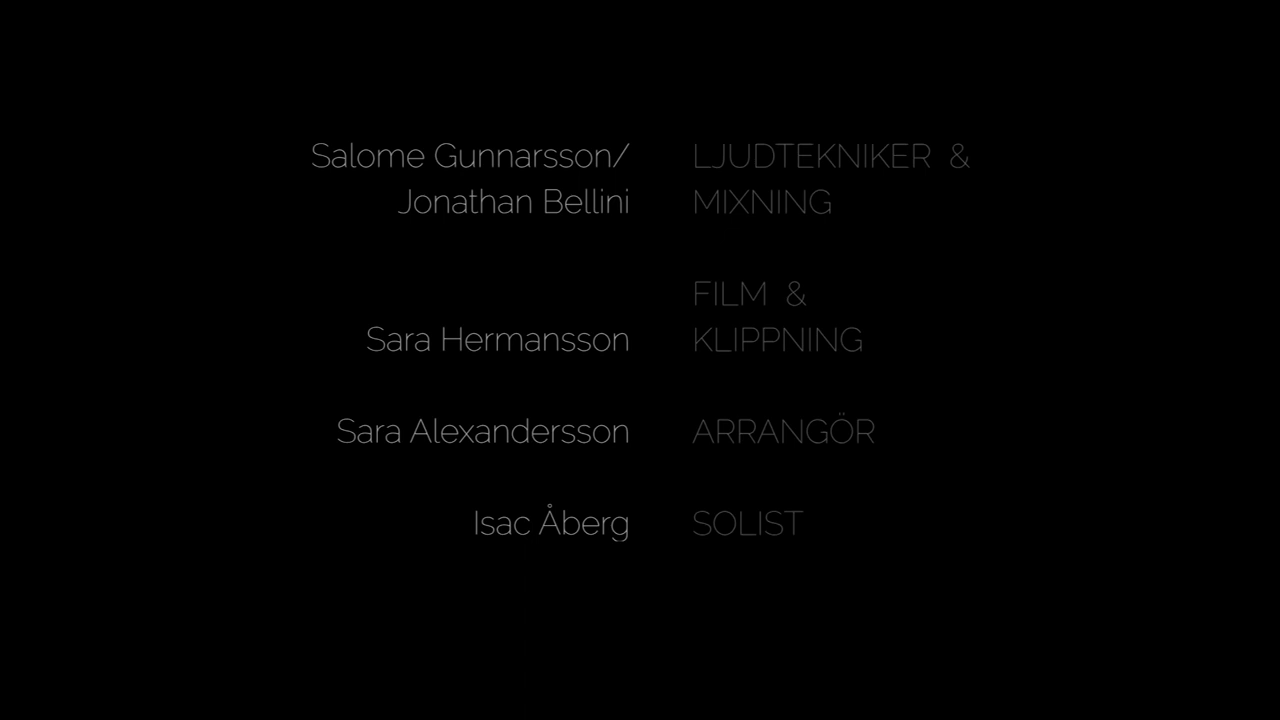 Salome Gunnarsson/ LJUDTEKNIKER &
Jonathan Bellini MIXNING
FILM &
Sara Hermansson KLIPPNING
Sara Alexandersson ARRANGÖR
Isac Åberg SOLIST